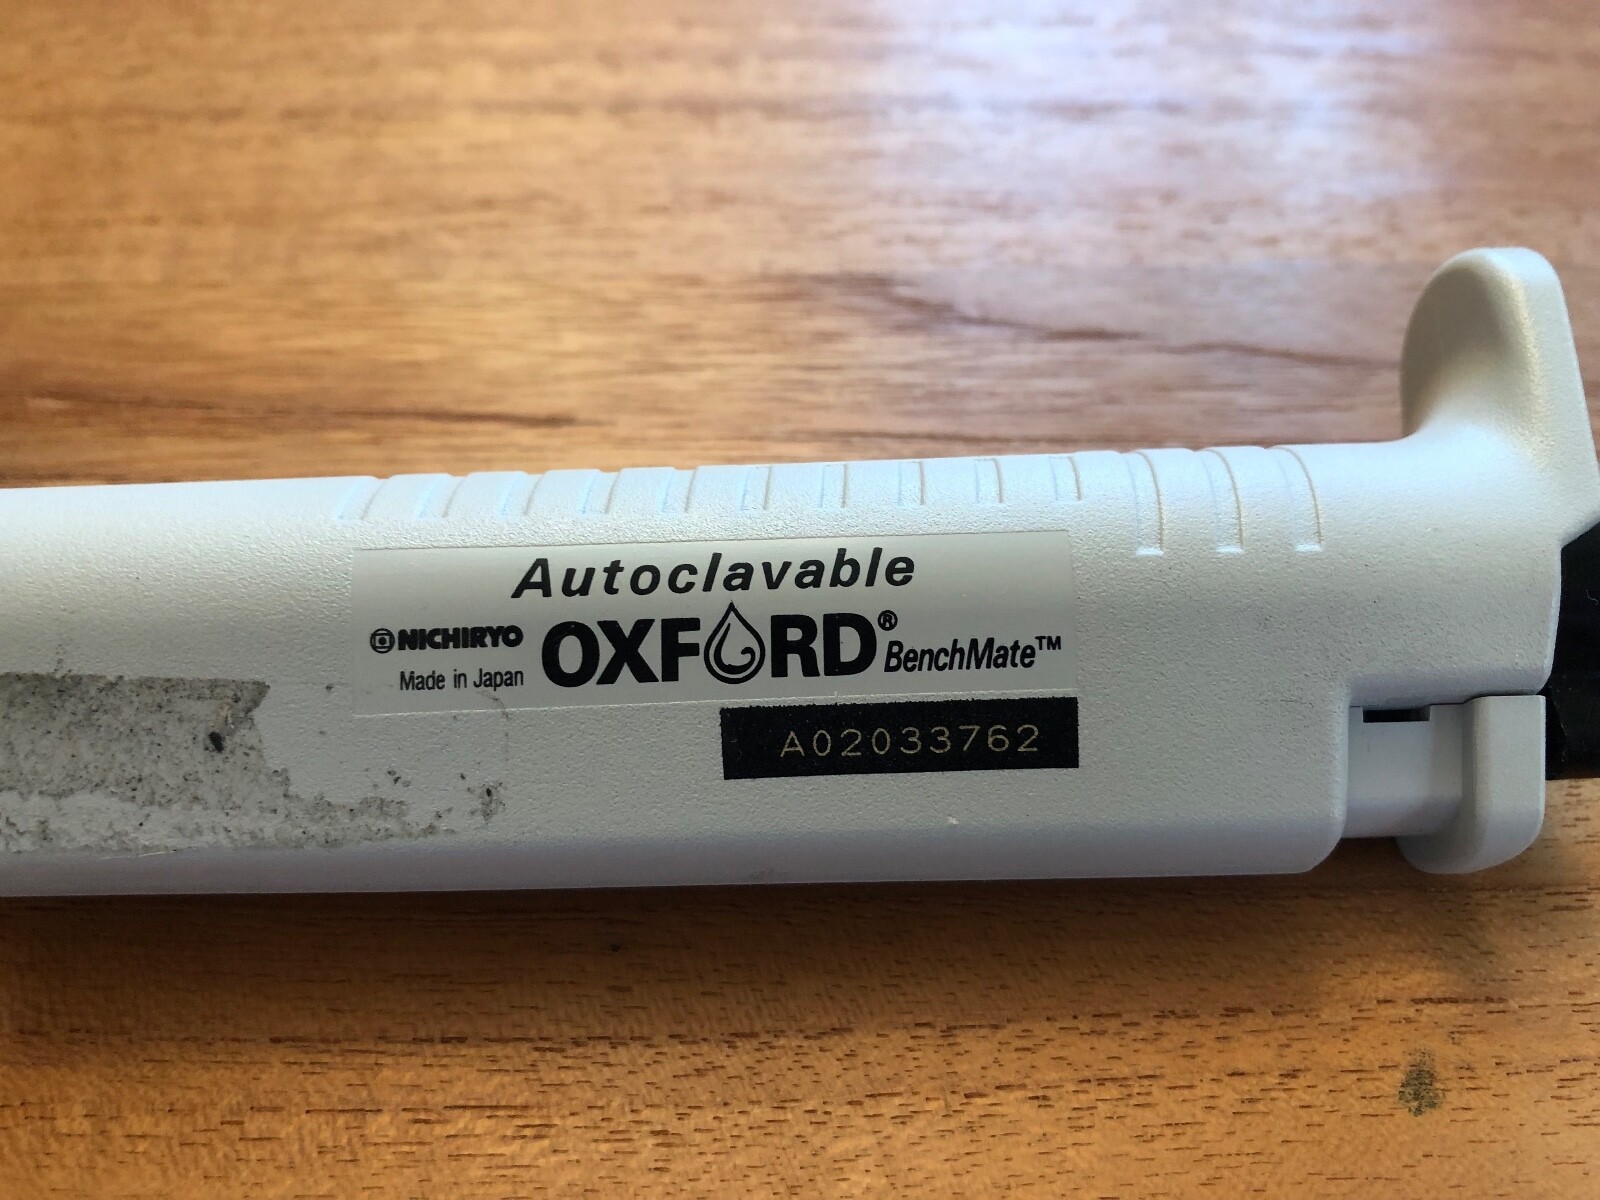 Autoclavable
NICHIRYO OXFORD® BenchMate™
Made in Japan
A02033762